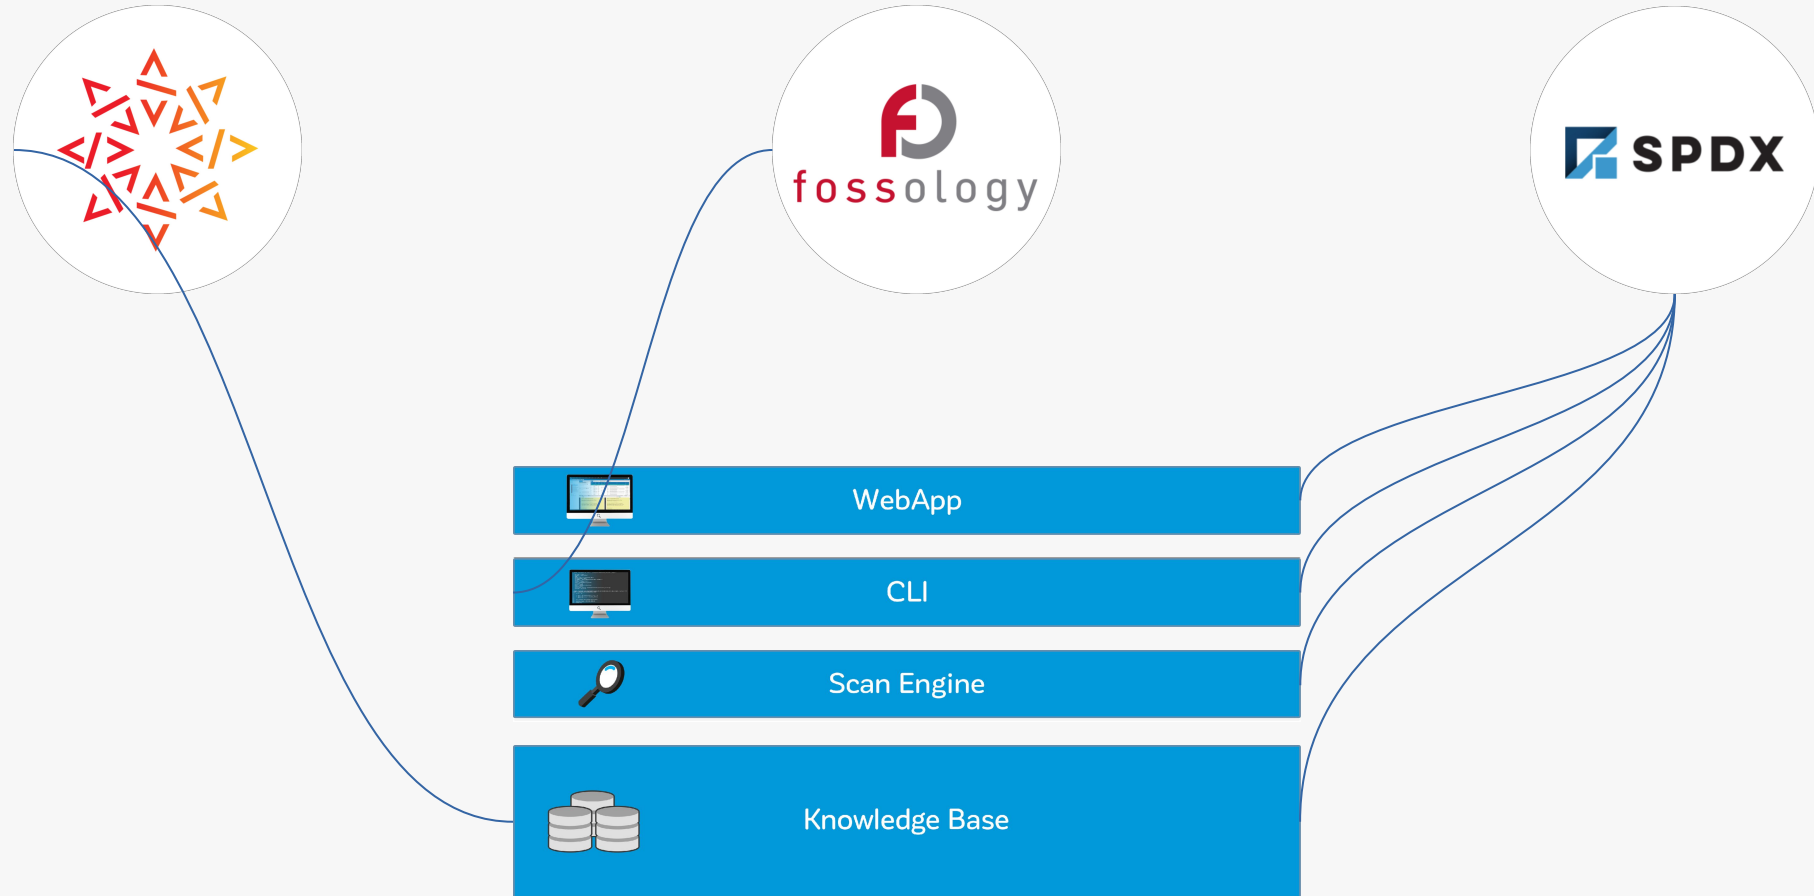 fossology
SPDX
WebApp
CLI
Scan Engine
Knowledge Base